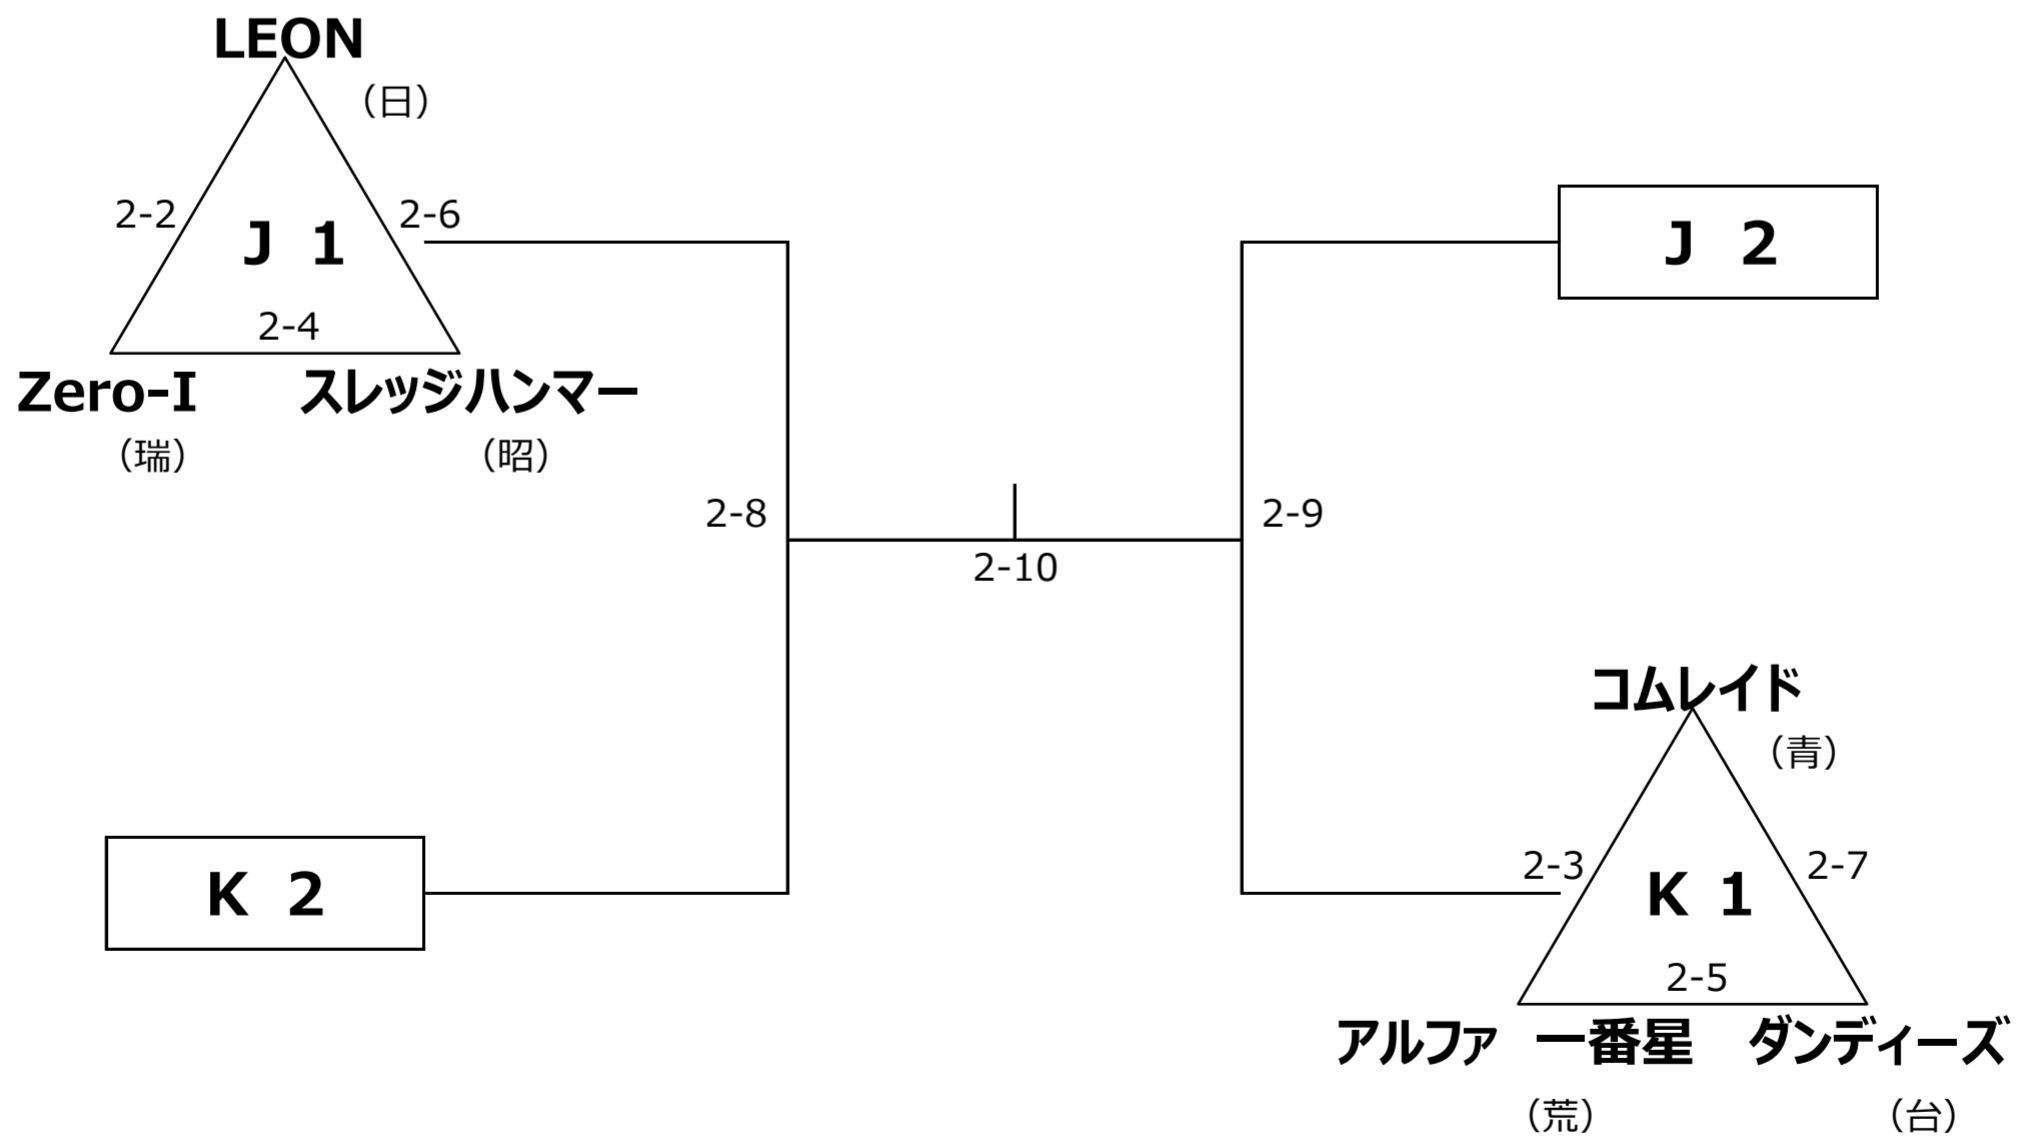 LEON
（日）
2-2
J 1
2-6
2-4
Zero-I
スレッジハンマー
（瑞）
（昭）
J 2
2-8
2-9
2-10
コムレイド
（青）
K 2
2-3
K 1
2-7
2-5
アルファ 一番星
ダンディーズ
（荒）
（台）